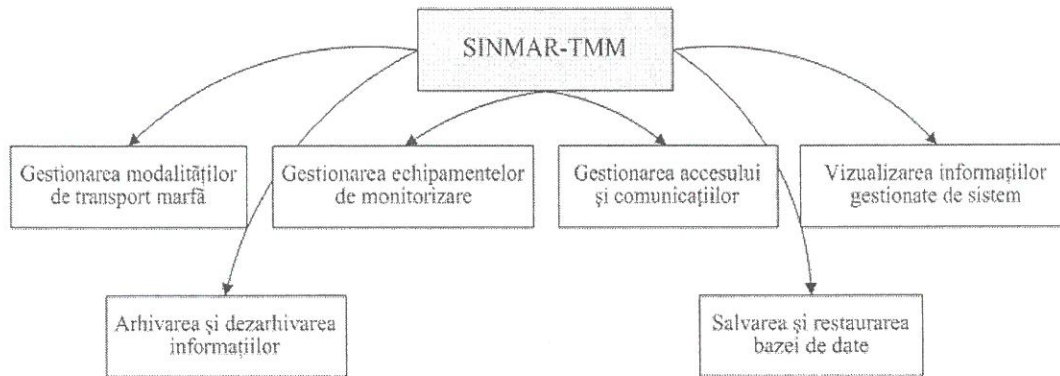 SINMAR-TMM
Gestionarea modalităților
de transport marfă
Gestionarea echipamentelor
de monitorizare
Gestionarea accesului
și comunicațiilor
Vizualizarea informațiilor
gestionate de sistem
Arhivarea și dezarhivarea
informațiilor
Salvarea și restaurarea
bazei de date